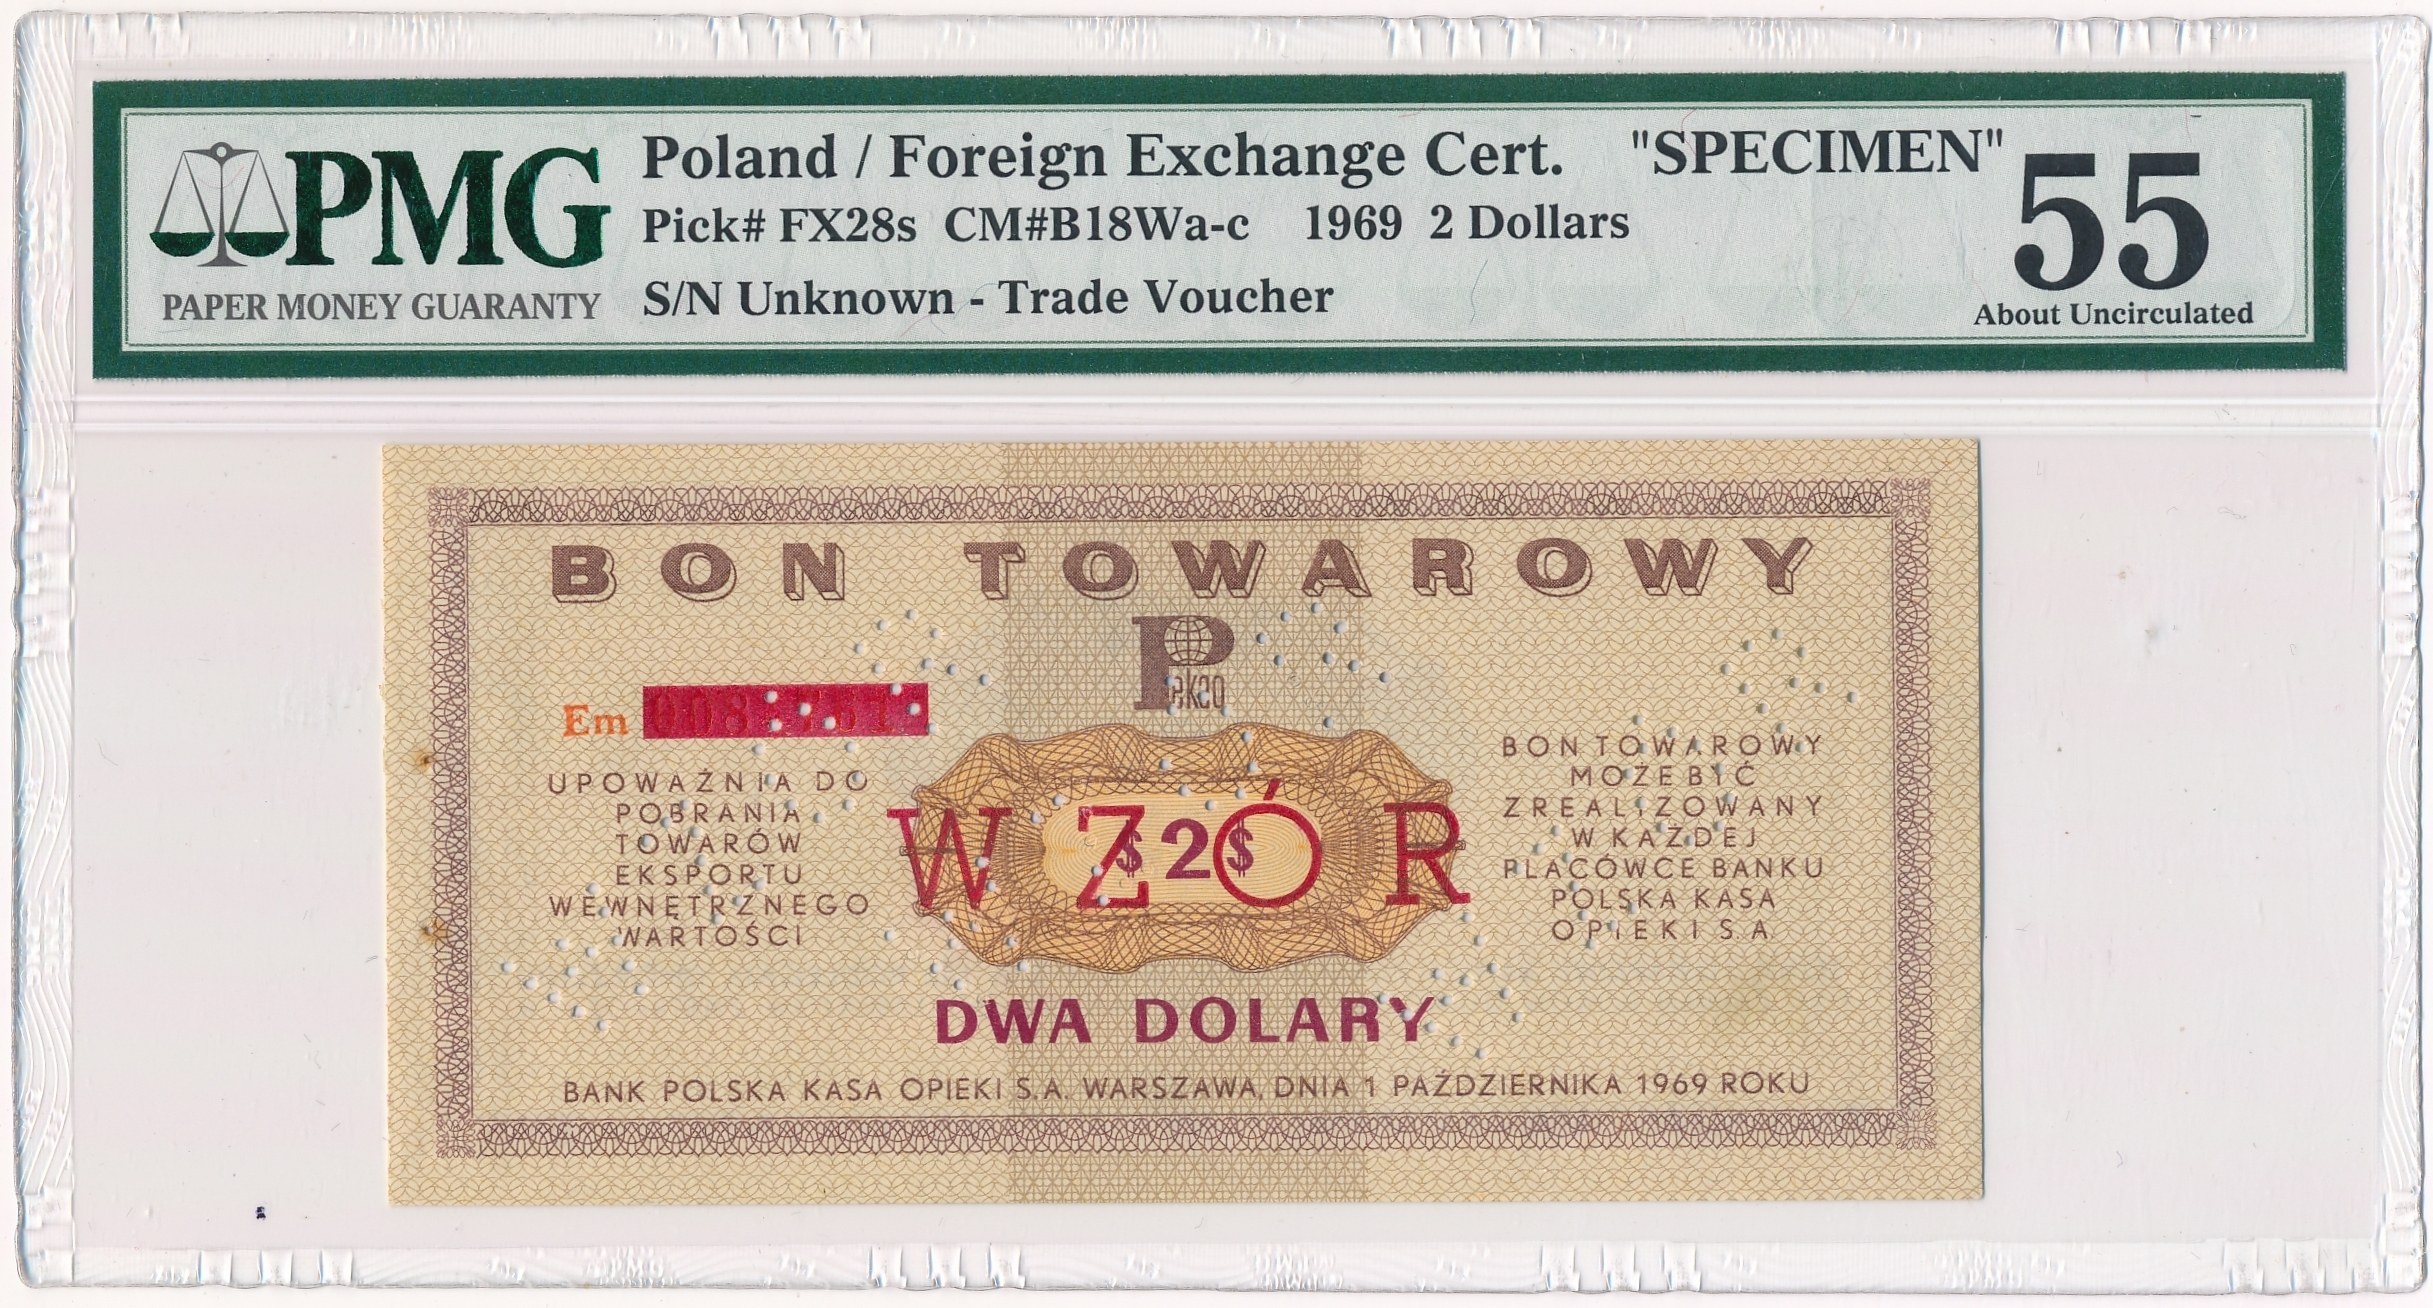 PMG
PAPER MONEY GUARANTY
Poland / Foreign Exchange Cert. "SPECIMEN"
Pick# FX28s CM#B18Wa-c 1969 2 Dollars
S/N Unknown - Trade Voucher
55
About Uncirculated
BON TOWAROWY
Pekao
Em
UPOWAŻNIA DO
POBRANIA
TOWARÓW
EKSPORTU
WEWNĘTRZNEGO
WARTOŚCI
WZÓR
$2$
BON TOWAROWY
MOŻE BYĆ
ZREALIZOWANY
W KAŻDEJ
PLACÓWCE BANKU
POLSKA KASA
OPIEKI S.A.
DWA DOLARY
BANK POLSKA KASA OPIEKI S.A. WARSZAWA, DNIA 1 PAŹDZIERNIKA 1969 ROKU